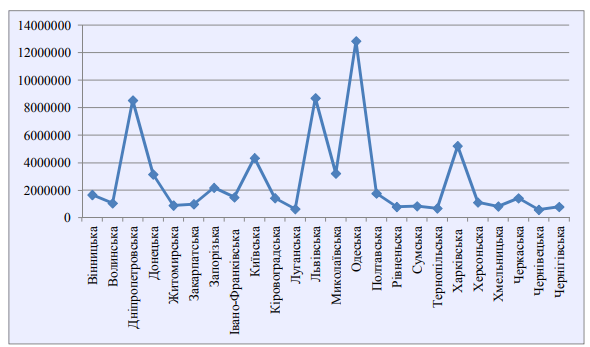 14000000
12000000
10000000
8000000
6000000
4000000
2000000
0
Вінницька
Волинська
Дніпропетровська
Донецька
Житомирська
Закарпатська
Запорізька
Івано-Франківська
Київська
Кіровоградська
Луганська
Львівська
Миколаївська
Одеська
Полтавська
Рівненська
Сумська
Тернопільська
Харківська
Херсонська
Хмельницька
Черкаська
Чернівецька
Чернігівська